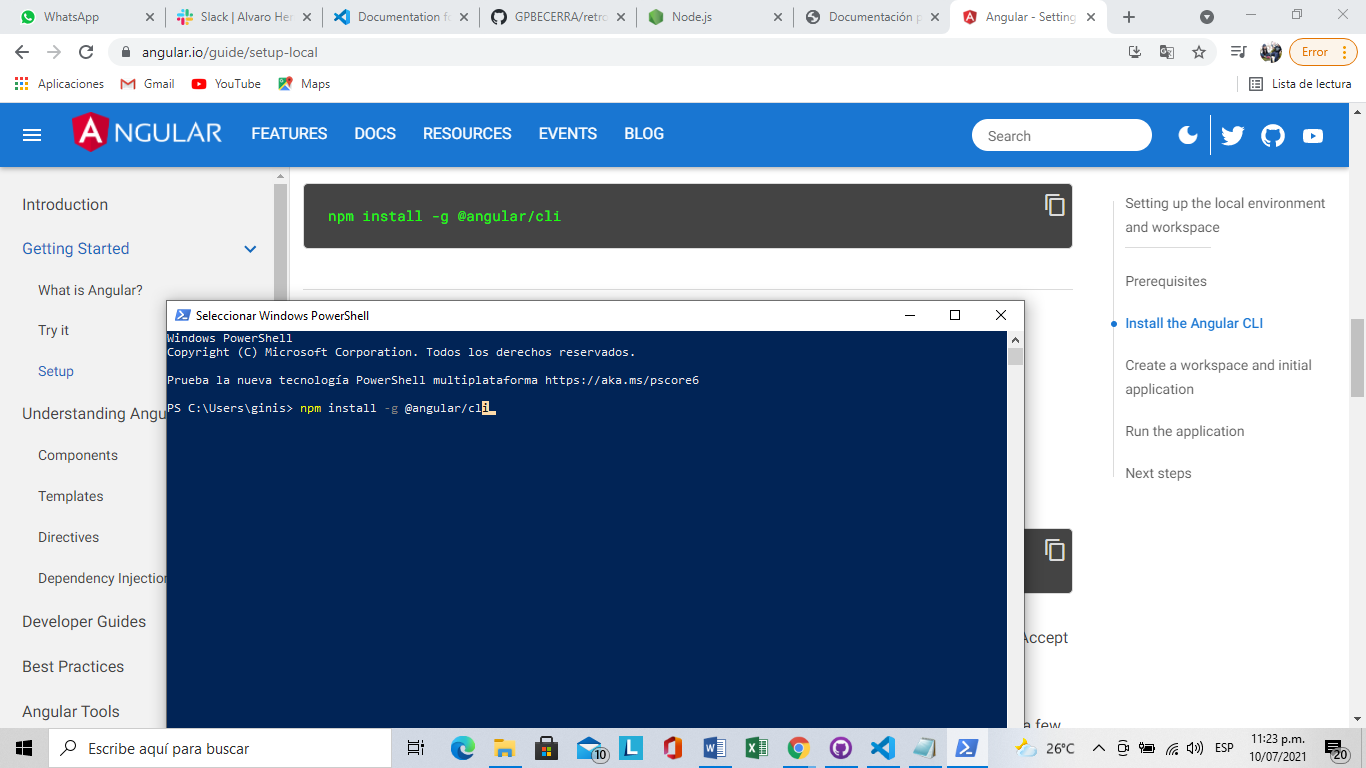 WhatsApp
Slack | Alvaro Her
Documentation f
GPBECERRA/retro
Node.js
Documentación p
Angular - Setting
angular.io/guide/setup-local
Error
Aplicaciones
Gmail
YouTube
Maps
Lista de lectura
ANGULAR
FEATURES
DOCS
RESOURCES
EVENTS
BLOG
Search
Introduction
Getting Started
What is Angular?
Try it
Setup
Understanding Angu
Components
Templates
Directives
Dependency Injection
Developer Guides
Best Practices
Angular Tools
npm install -g @angular/cli
Seleccionar Windows PowerShell
Windows PowerShell
Copyright (C) Microsoft Corporation. Todos los derechos reservados.
Prueba la nueva tecnología PowerShell multiplataforma https://aka.ms/pscore6
PS C:\Users\ginis> npm install -g @angular/cli
Accept
a few
Setting up the local environment
and workspace
Prerequisites
Install the Angular CLI
Create a workspace and initial
application
Run the application
Next steps
Escribe aquí para buscar
10
L
26°C
ESP
11:23 p.m.
10/07/2021
20